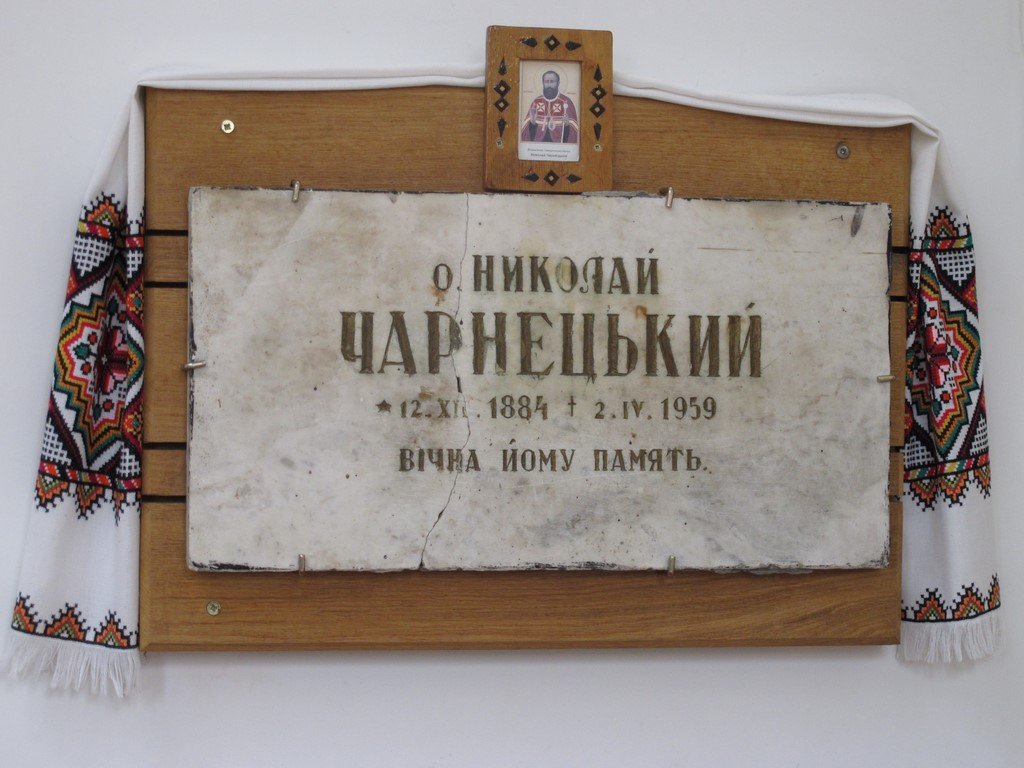 о. НИКОЛАЙ
ЧАРНЕЦЬКИЙ
★ 12. XII. 1884 † 2. IV. 1959
ВІЧНА ЙОМУ ПАМЯТЬ.